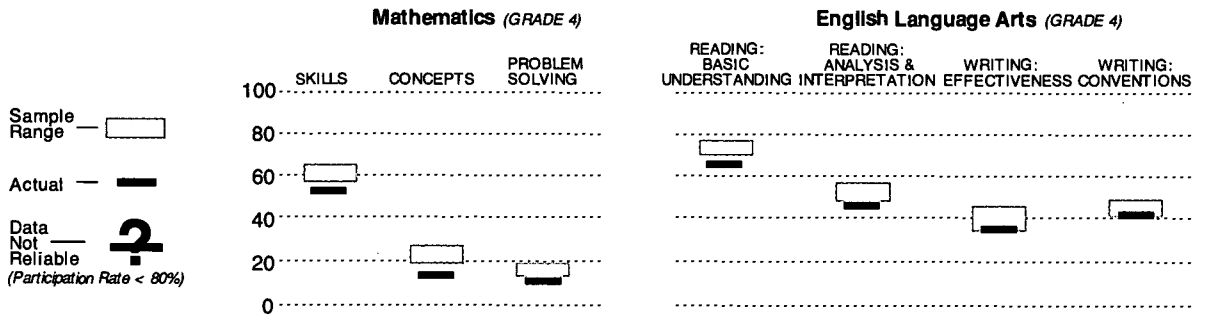 Mathematics (GRADE 4)
English Language Arts (GRADE 4)
SKILLS
CONCEPTS
PROBLEM
SOLVING
READING:
BASIC
UNDERSTANDING
READING:
ANALYSIS &
INTERPRETATION
WRITING:
EFFECTIVENESS
WRITING:
CONVENTIONS
100
80
60
40
20
0
Sample
Range
Actual
Data
Not
Reliable
?
(Participation Rate < 80%)